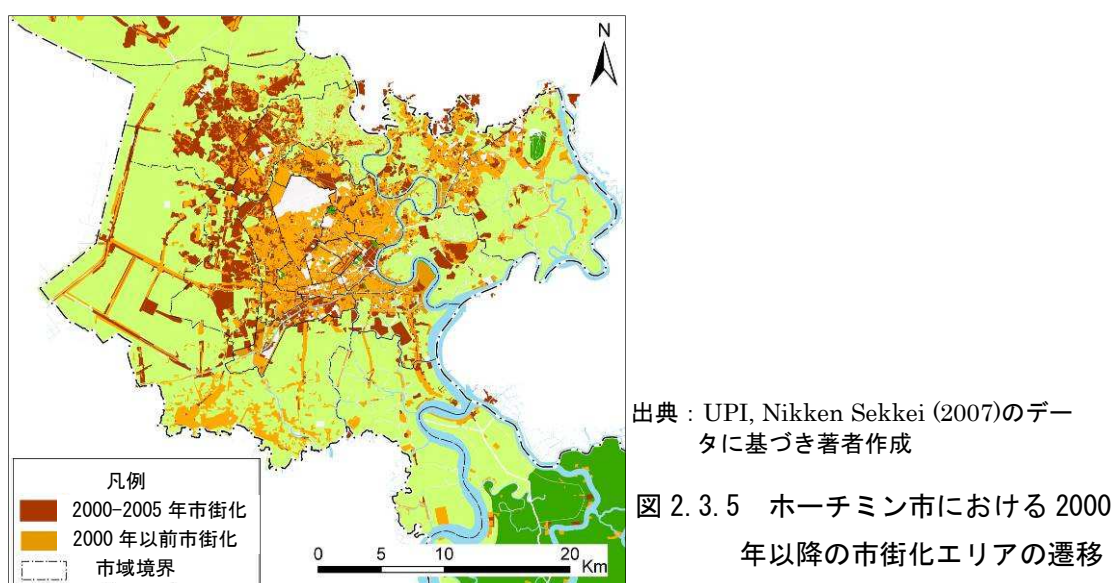 N
凡例
2000-2005 年市街化
2000 年以前市街化
市域境界
0 5 10 20
Km
出典：UPI, Nikken Sekkei (2007)のデー
タに基づき著者作成
図 2.3.5 ホーチミン市における 2000
年以降の市街化エリアの遷移